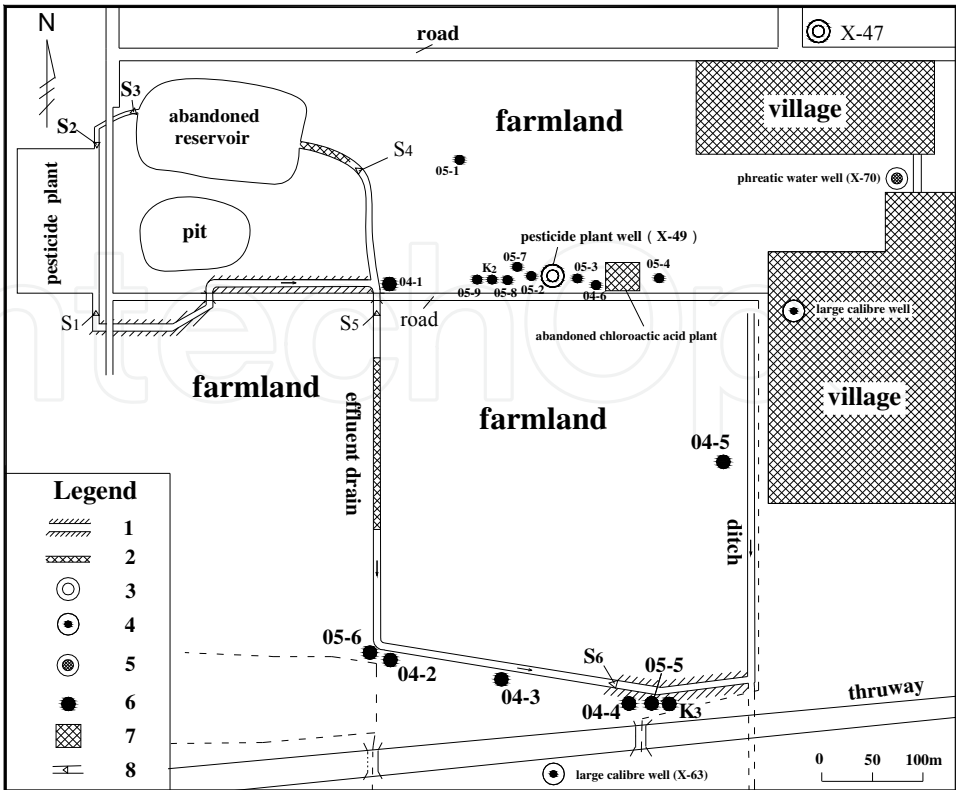 N
road
X-47
S3
S2
abandoned
reservoir
farmland
village
S4
05-1
phreatic water well (X-70)
pesticide plant
pit
pesticide plant well ( X-49 )
05-7
K2
05-3
05-4
04-1
05-9
05-8
05-2
04-6
S1
S5
road
abandoned chloroactic acid plant
large calibre well
farmland
farmland
village
effluent drain
04-5
ditch
Legend
1
2
3
4
5
6
7
8
05-6
04-2
04-3
S6
05-5
04-4
K3
thruway
large calibre well (X-63)
0 50 100m
intechOp